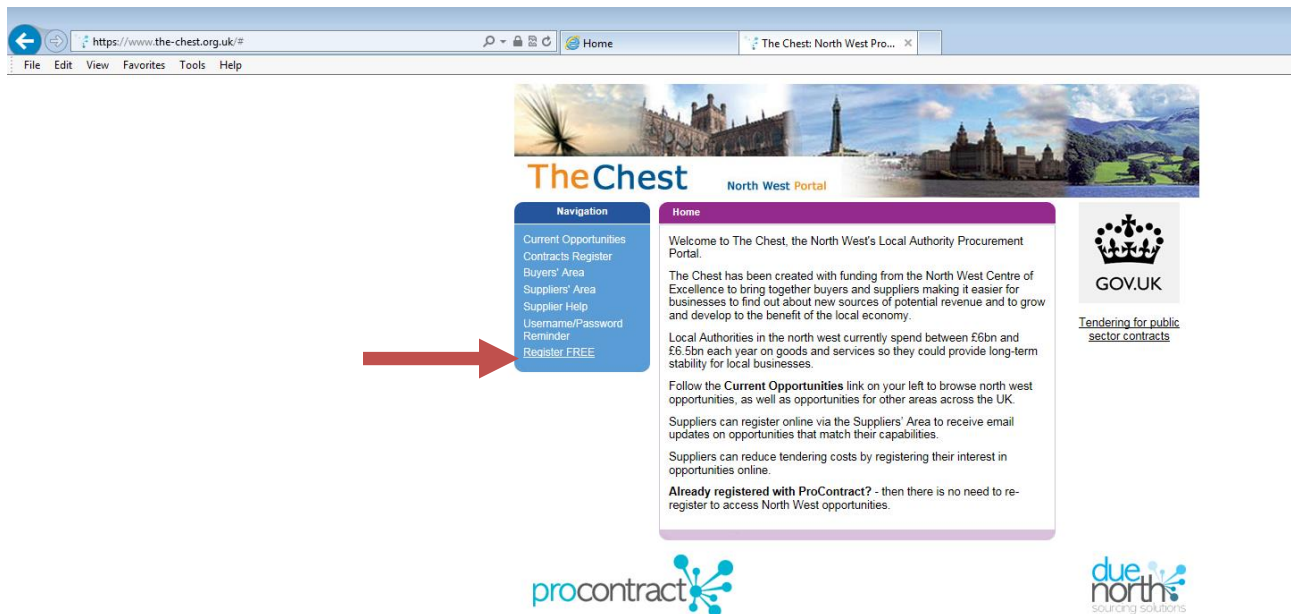 https://www.the-chest.org.uk/#
Home
The Chest: North West Pro...
File Edit View Favorites Tools Help
The Chest
North West Portal
Navigation
Current Opportunities
Contracts Register
Buyers' Area
Suppliers' Area
Supplier Help
Username/Password
Reminder
Register FREE
Home
Welcome to The Chest, the North West's Local Authority Procurement
Portal.
The Chest has been created with funding from the North West Centre of
Excellence to bring together buyers and suppliers making it easier for
businesses to find out about new sources of potential revenue and to grow
and develop to the benefit of the local economy.
Local Authorities in the north west currently spend between £6bn and
£6.5bn each year on goods and services so they could provide long-term
stability for local businesses.
Follow the Current Opportunities link on your left to browse north west
opportunities, as well as opportunities for other areas across the UK.
Suppliers can register online via the Suppliers' Area to receive email
updates on opportunities that match their capabilities.
Suppliers can reduce tendering costs by registering their interest in
opportunities online.
Already registered with ProContract? - then there is no need to re-
register to access North West opportunities.
GOV.UK
Tendering for public
sector contracts
procontract
due
north
sourcing solutions